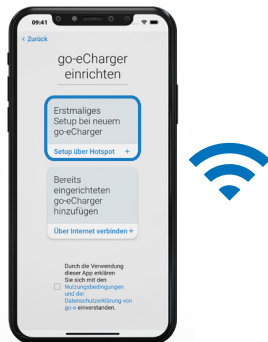 09:41
< Zurück
go-eCharger
einrichten
Erstmaliges
Setup bei neuem
go-eCharger
Setup über Hotspot +
Bereits
eingerichteten
go-eCharger
hinzufügen
Über Internet verbinden +
Durch die Verwendung
dieser App erklären
Sie sich mit den
Nutzungsbedingungen
und der
Datenschutzerklärung von
go-e einverstanden.